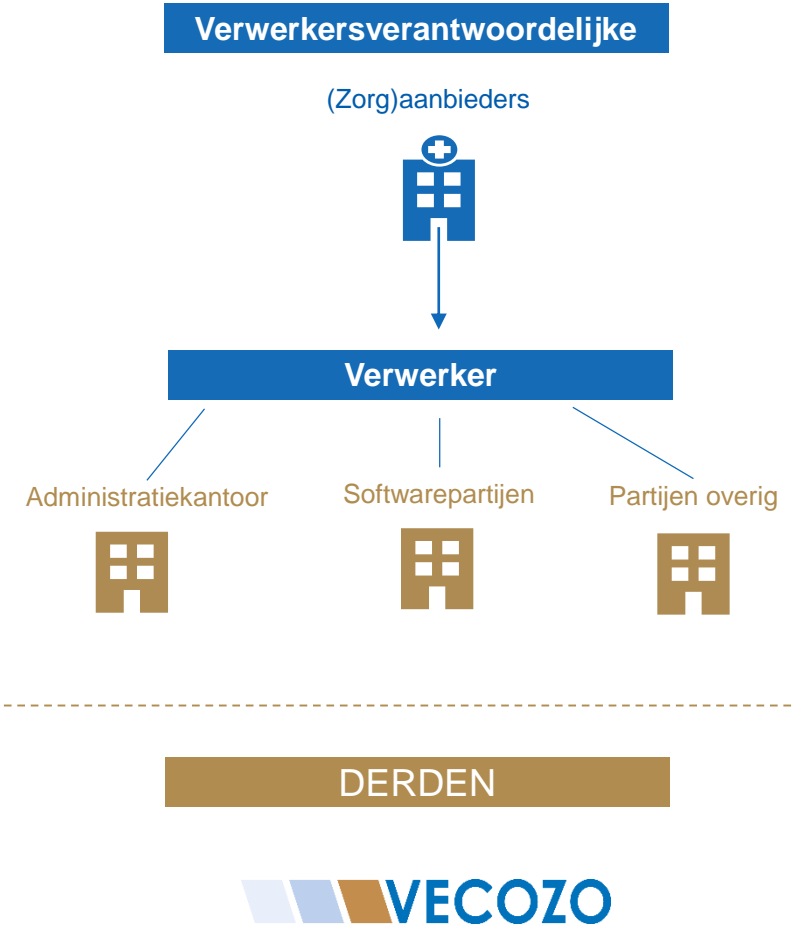 Verwerkersverantwoordelijke
(Zorg)aanbieders
Verwerker
Administratiekantoor
Softwarepartijen
Partijen overig
DERDEN
VECOZO